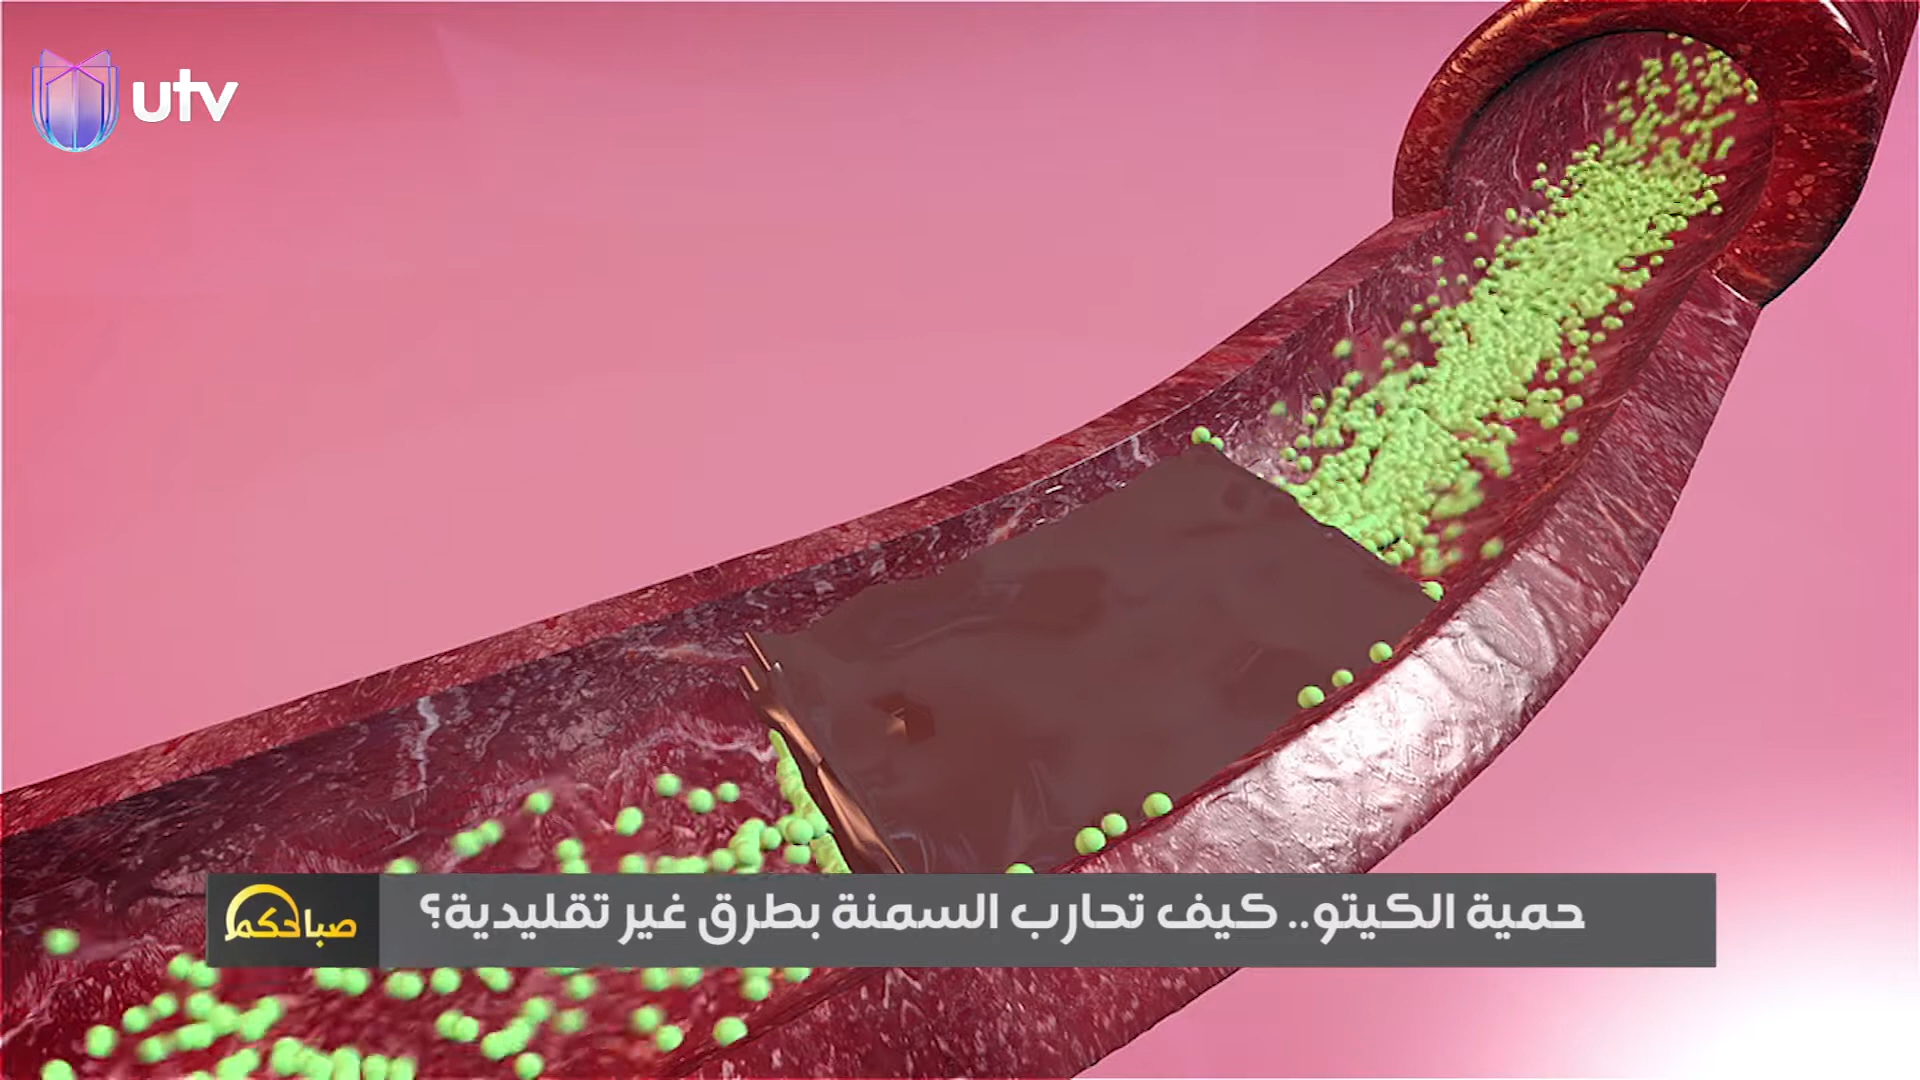 utv
حمية الكيتو.. كيف تحارب السمنة بطرق غير تقليدية؟
صباحكم